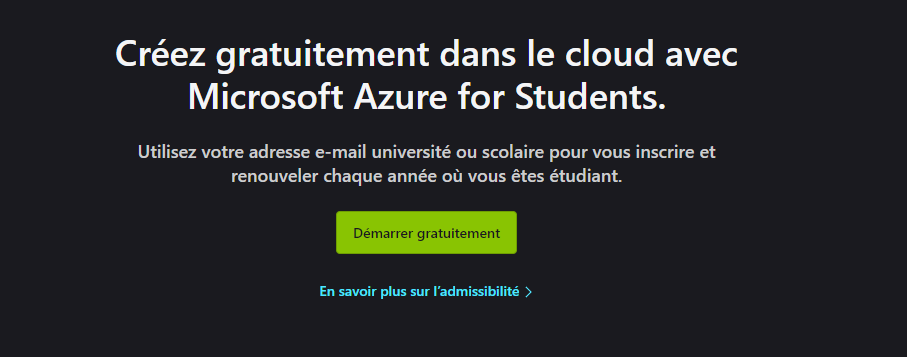 Créez gratuitement dans le cloud avec
Microsoft Azure for Students.
Utilisez votre adresse e-mail université ou scolaire pour vous inscrire et
renouveler chaque année où vous êtes étudiant.
Démarrer gratuitement
En savoir plus sur l’admissibilité